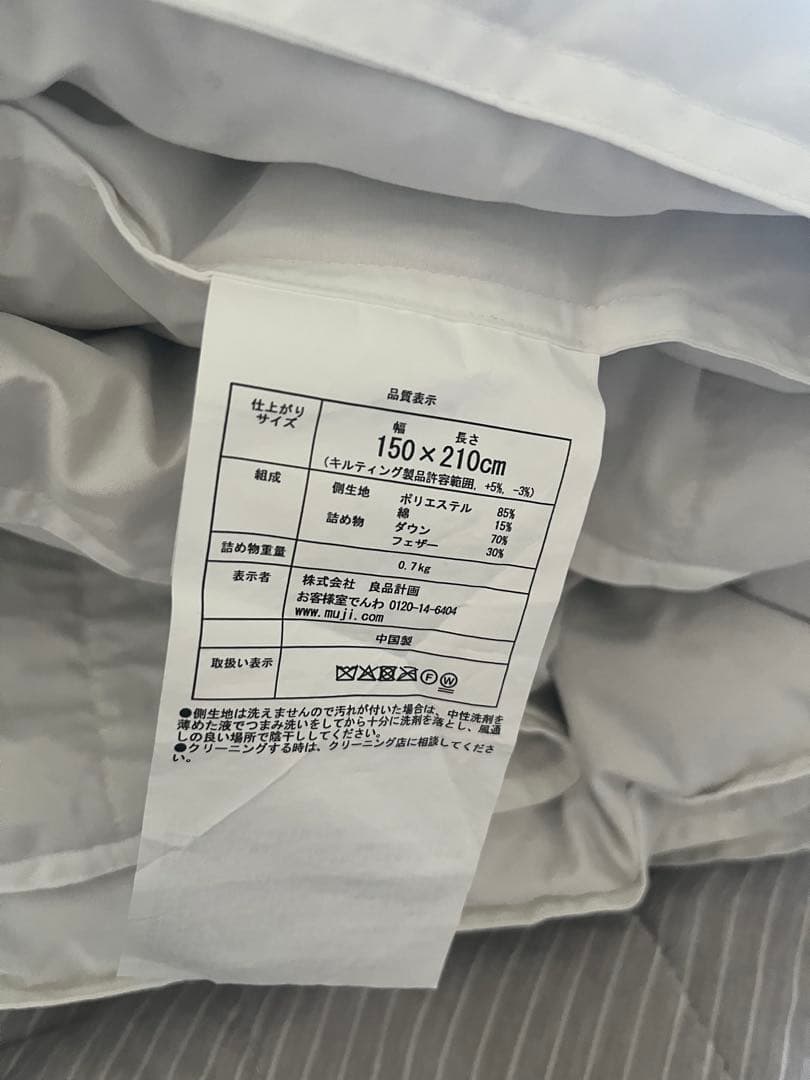 品質表示
仕上がり
サイズ
幅 長さ
150×210cm
(キルティング製品許容範囲, +5%, -3%)
組成
側生地 ポリエステル 85%
綿 15%
詰め物 ダウン 70%
フェザー 30%
詰め物重量 0.7kg
表示者 株式会社 良品計画
お客様室でんわ 0120-14-6404
www.muji.com
中国製
取扱い表示 F W
●側生地は洗えませんので汚れが付いた場合は、中性洗剤を
薄めた液でつまみ洗いをしてから十分に洗剤を落とし、風通
しの良い場所で陰干ししてください。
●クリーニングする時は、クリーニング店に相談してくださ
い。